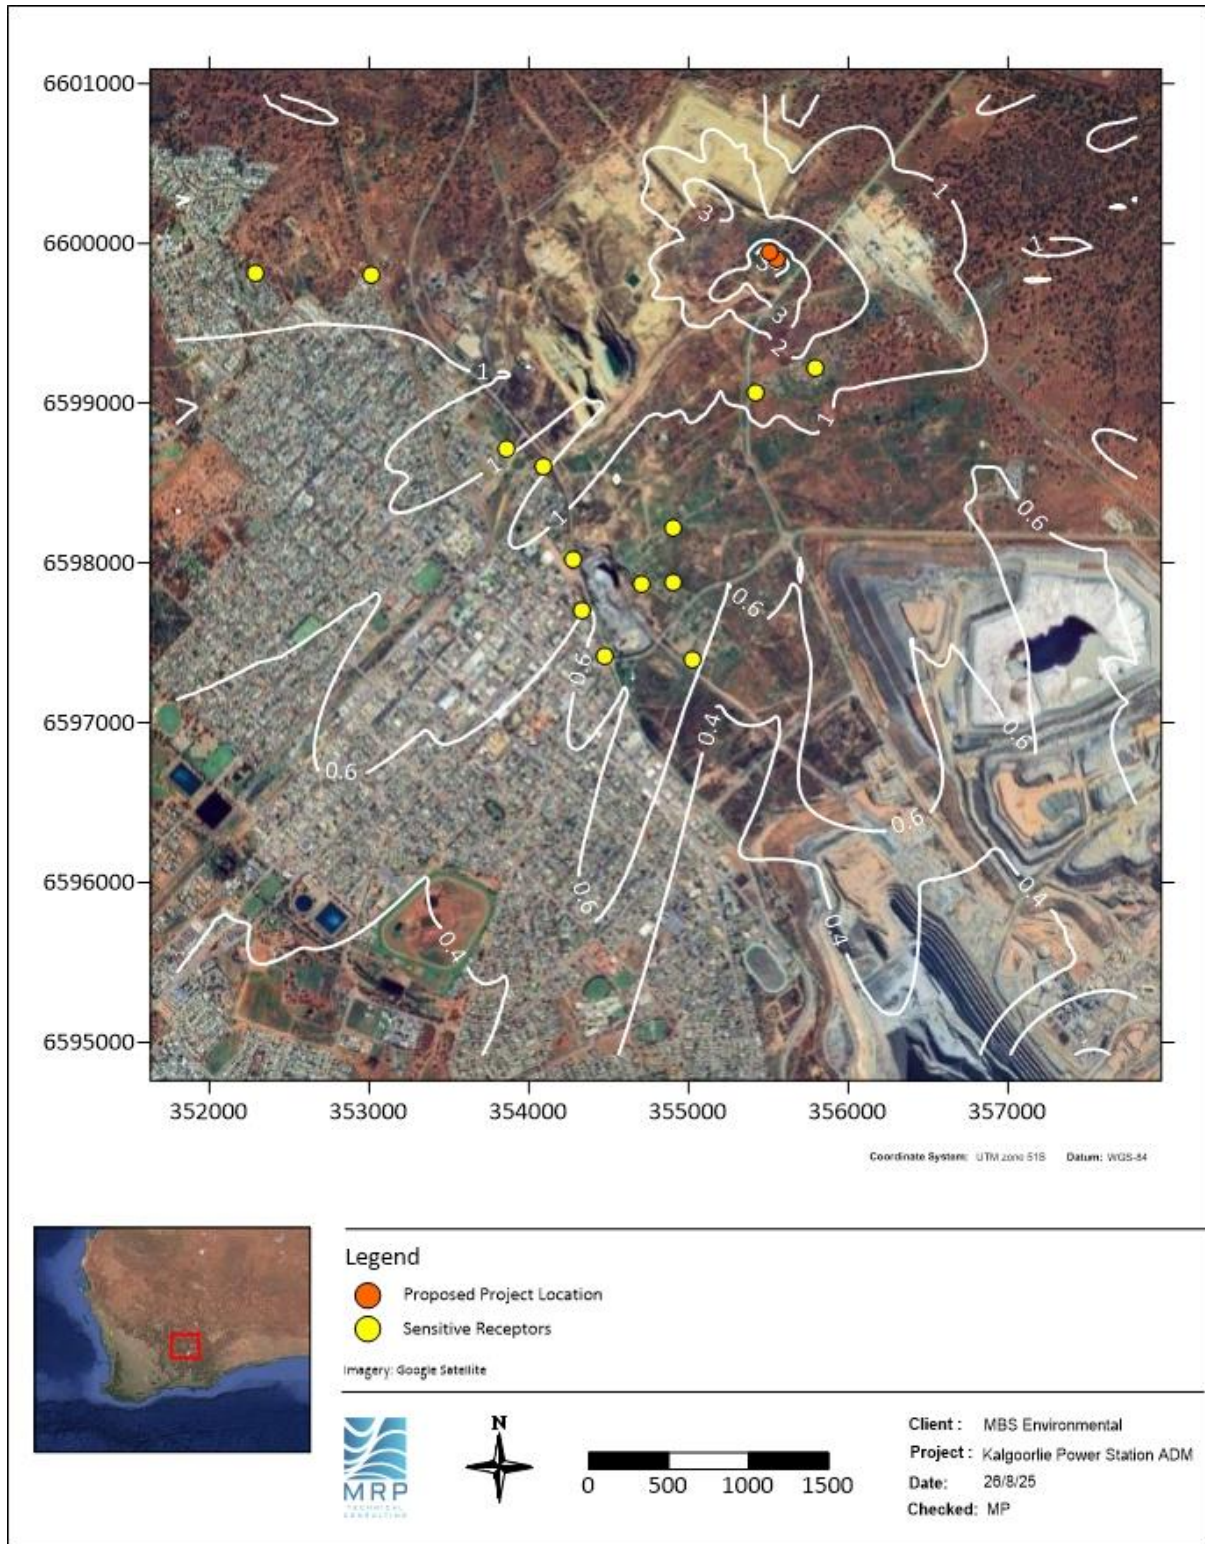 6601000
6600000
6599000
6598000
6597000
6596000
6595000
352000 353000 354000 355000 356000 357000
3
1
1
3
3
2
1
1
1
1
0.6
0.6
0.6
0.6
0.6
0.4
0.6
0.6
0.4
0.4
0.4
Coordinate System: UTM zone 51S Datum: WGS-84
Legend
Proposed Project Location
Sensitive Receptors
Imagery: Google Satellite
MRP
TECHNICAL
CONSULTING
N
0 500 1000 1500
Client : MBS Environmental
Project : Kalgoorlie Power Station ADM
Date: 26/8/25
Checked: MP